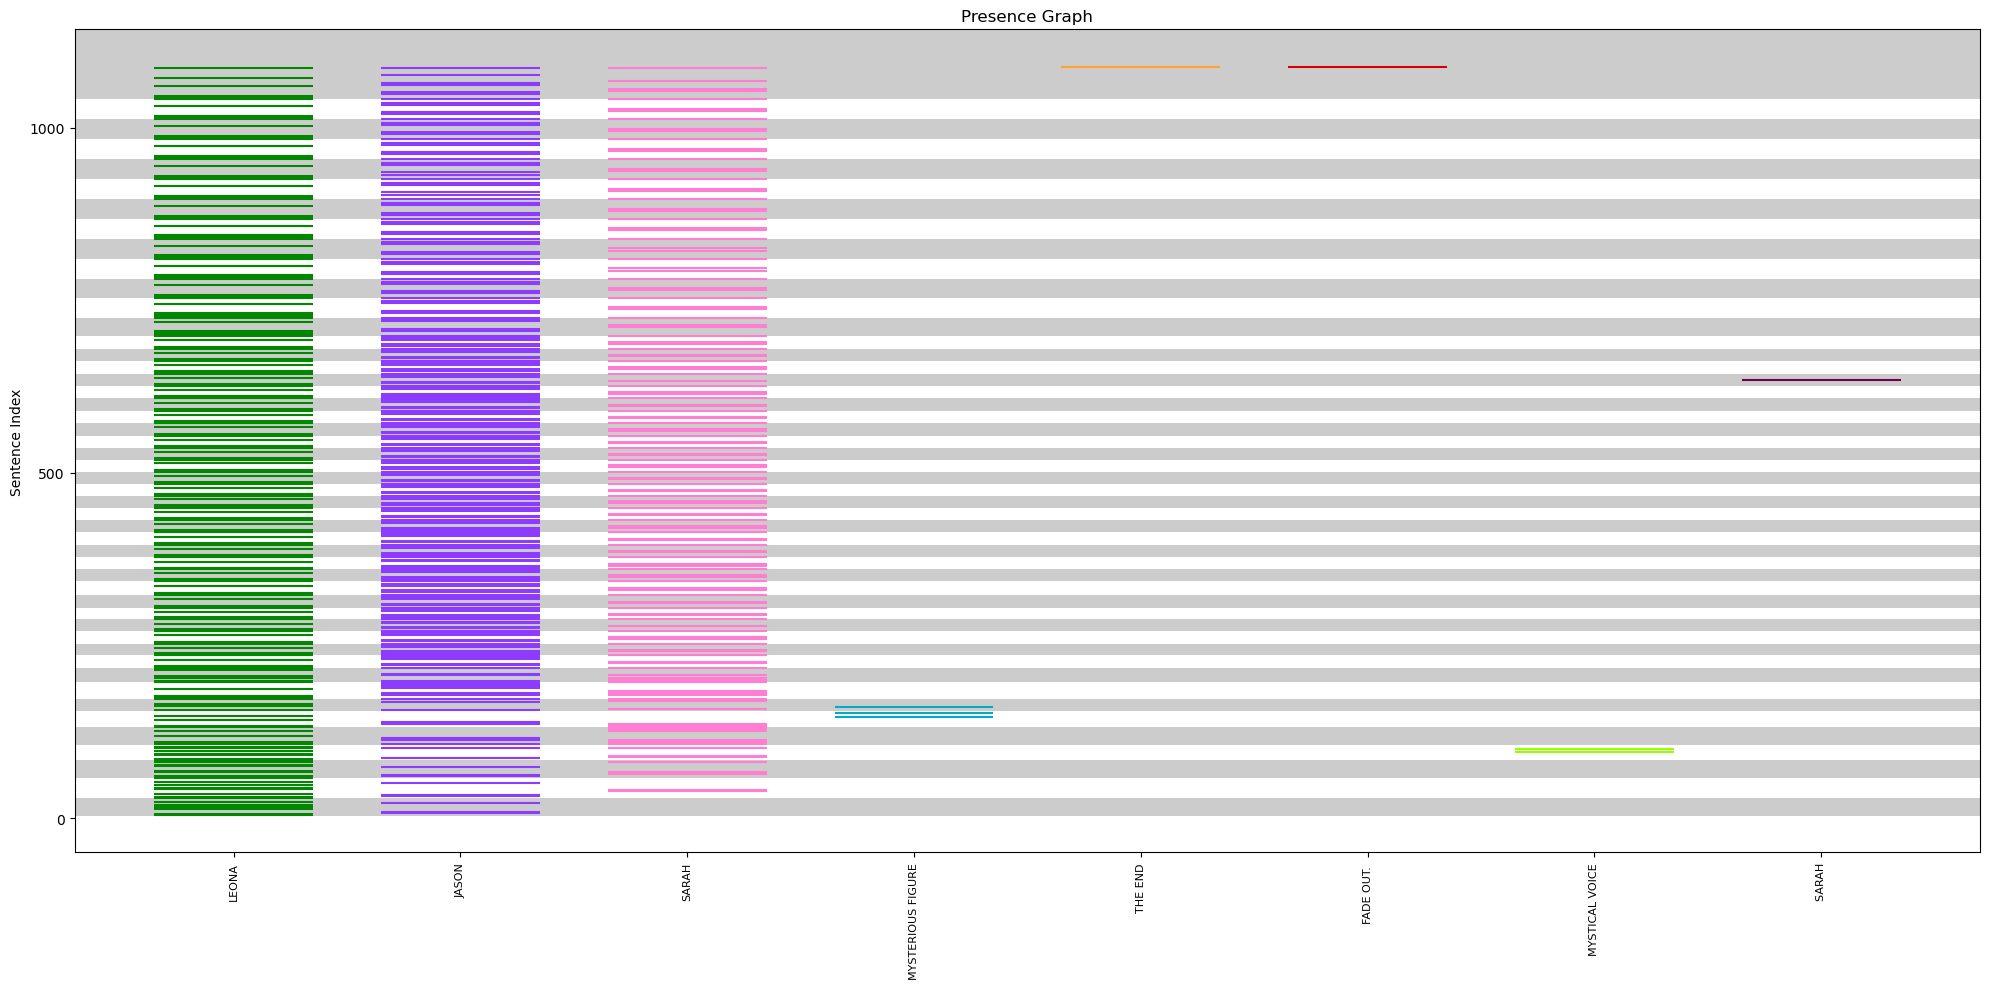 Presence Graph
Sentence Index
1000
500
0
LEONA
JASON
SARAH
MYSTERIOUS FIGURE
THE END
FADE OUT.
MYSTICAL VOICE
SARAH